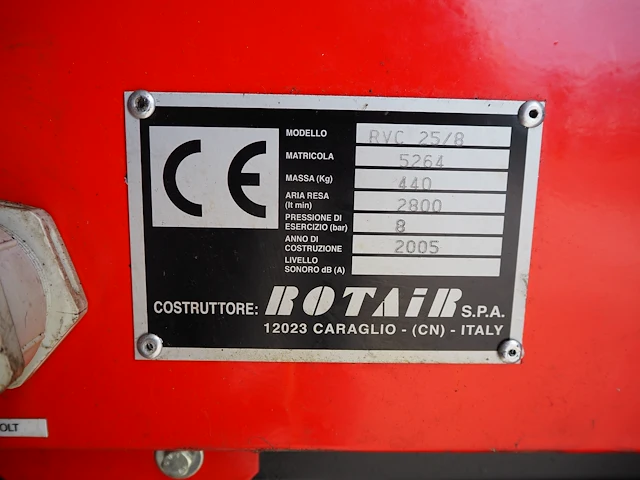 CE
MODELLO RVC 25/8
MATRICOLA 5264
MASSA (Kg) 440
ARIA RESA
(lt min) 2800
PRESSIONE DI
ESERCIZIO (bar) 8
ANNO DI
COSTRUZIONE 2005
LIVELLO
SONORO dB (A)
COSTRUTTORE: ROTAiR S.P.A.
12023 CARAGLIO - (CN) - ITALY